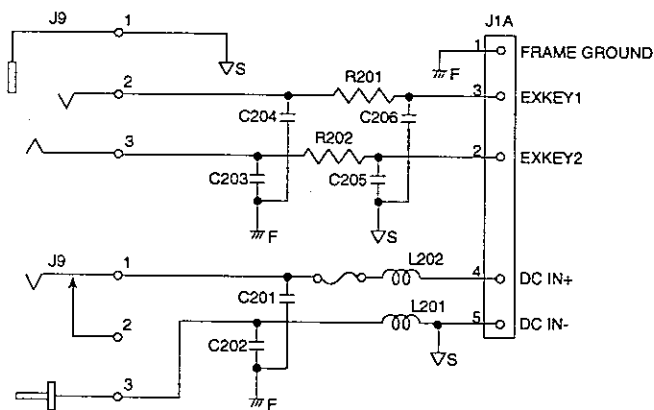 J9
1
S
J1A
1
FRAME GROUND
F
2
R201
3
EXKEY1
C204
C206
3
R202
2
EXKEY2
C203
C205
F
S
J9
1
L202
4
DC IN+
C201
2
L201
5
DC IN-
C202
S
3
F